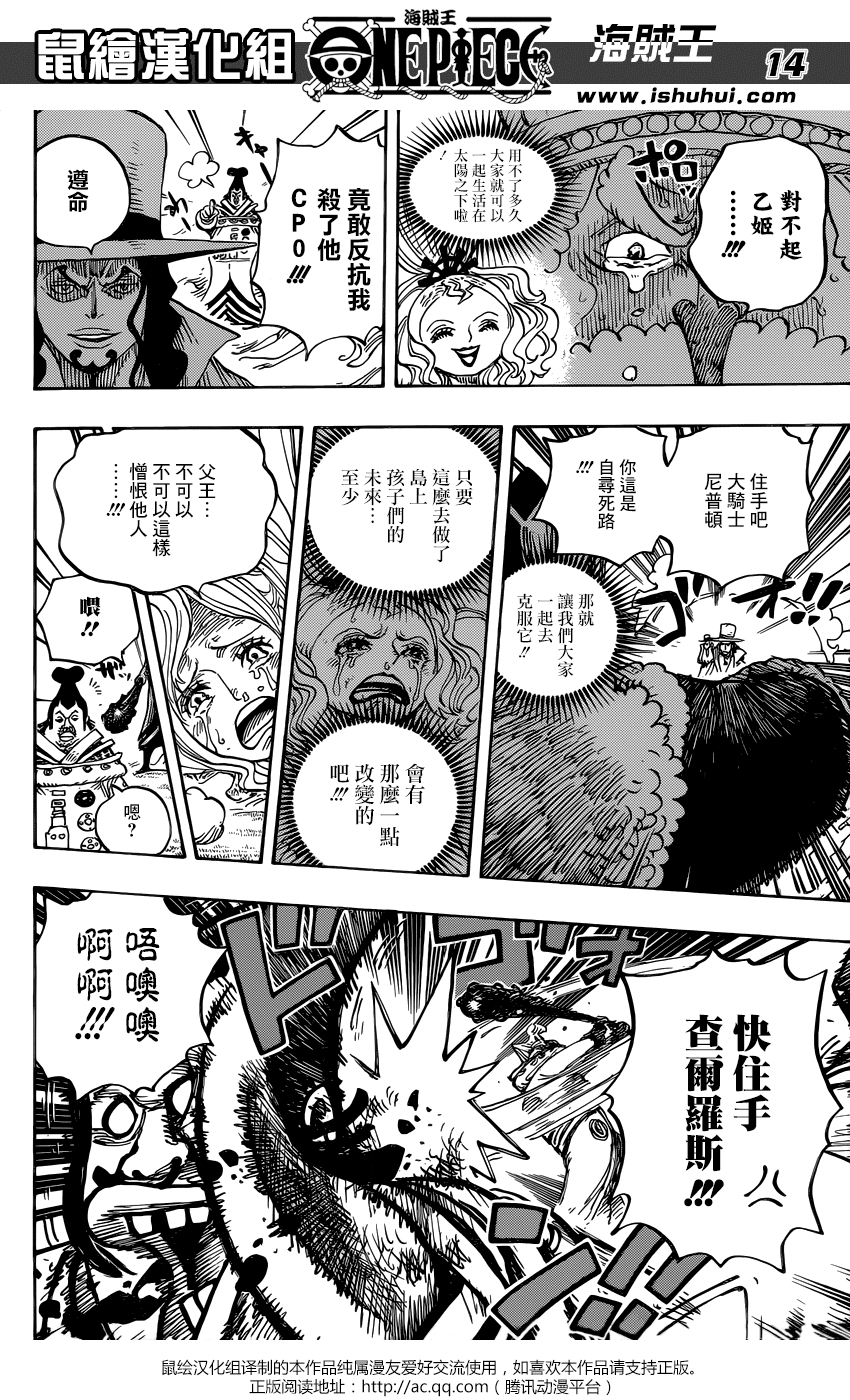 鼠繪漢化組
海賊王
ONE PIECE
海賊王
www.ishuhui.com
14
對不起
乙姬
……!!!
ポロ
用不了多久
大家就可以
一起生活在
太陽之下啦
!!
竟敢反抗我
殺了他
CP0
!!!
遵命
住手吧
大騎士
尼普頓
你這是
自尋死路
!!!
ゴオ!!
那就
讓我們大家
一起去
克服它!!
只要
這麼去做了
島上
孩子們的
未來…
至少
會有
那麼一點
改變的
吧!!!
父王…
不可以
不可以這樣
憎恨他人
……!!!
喂
!!
嗯?
快住手
查爾羅斯!!!
ドゴォ
唔噢噢
啊啊!!!
鼠绘汉化组译制的本作品纯属漫友爱好交流使用，如喜欢本作品请支持正版。
正版阅读地址：http://ac.qq.com（腾讯动漫平台）